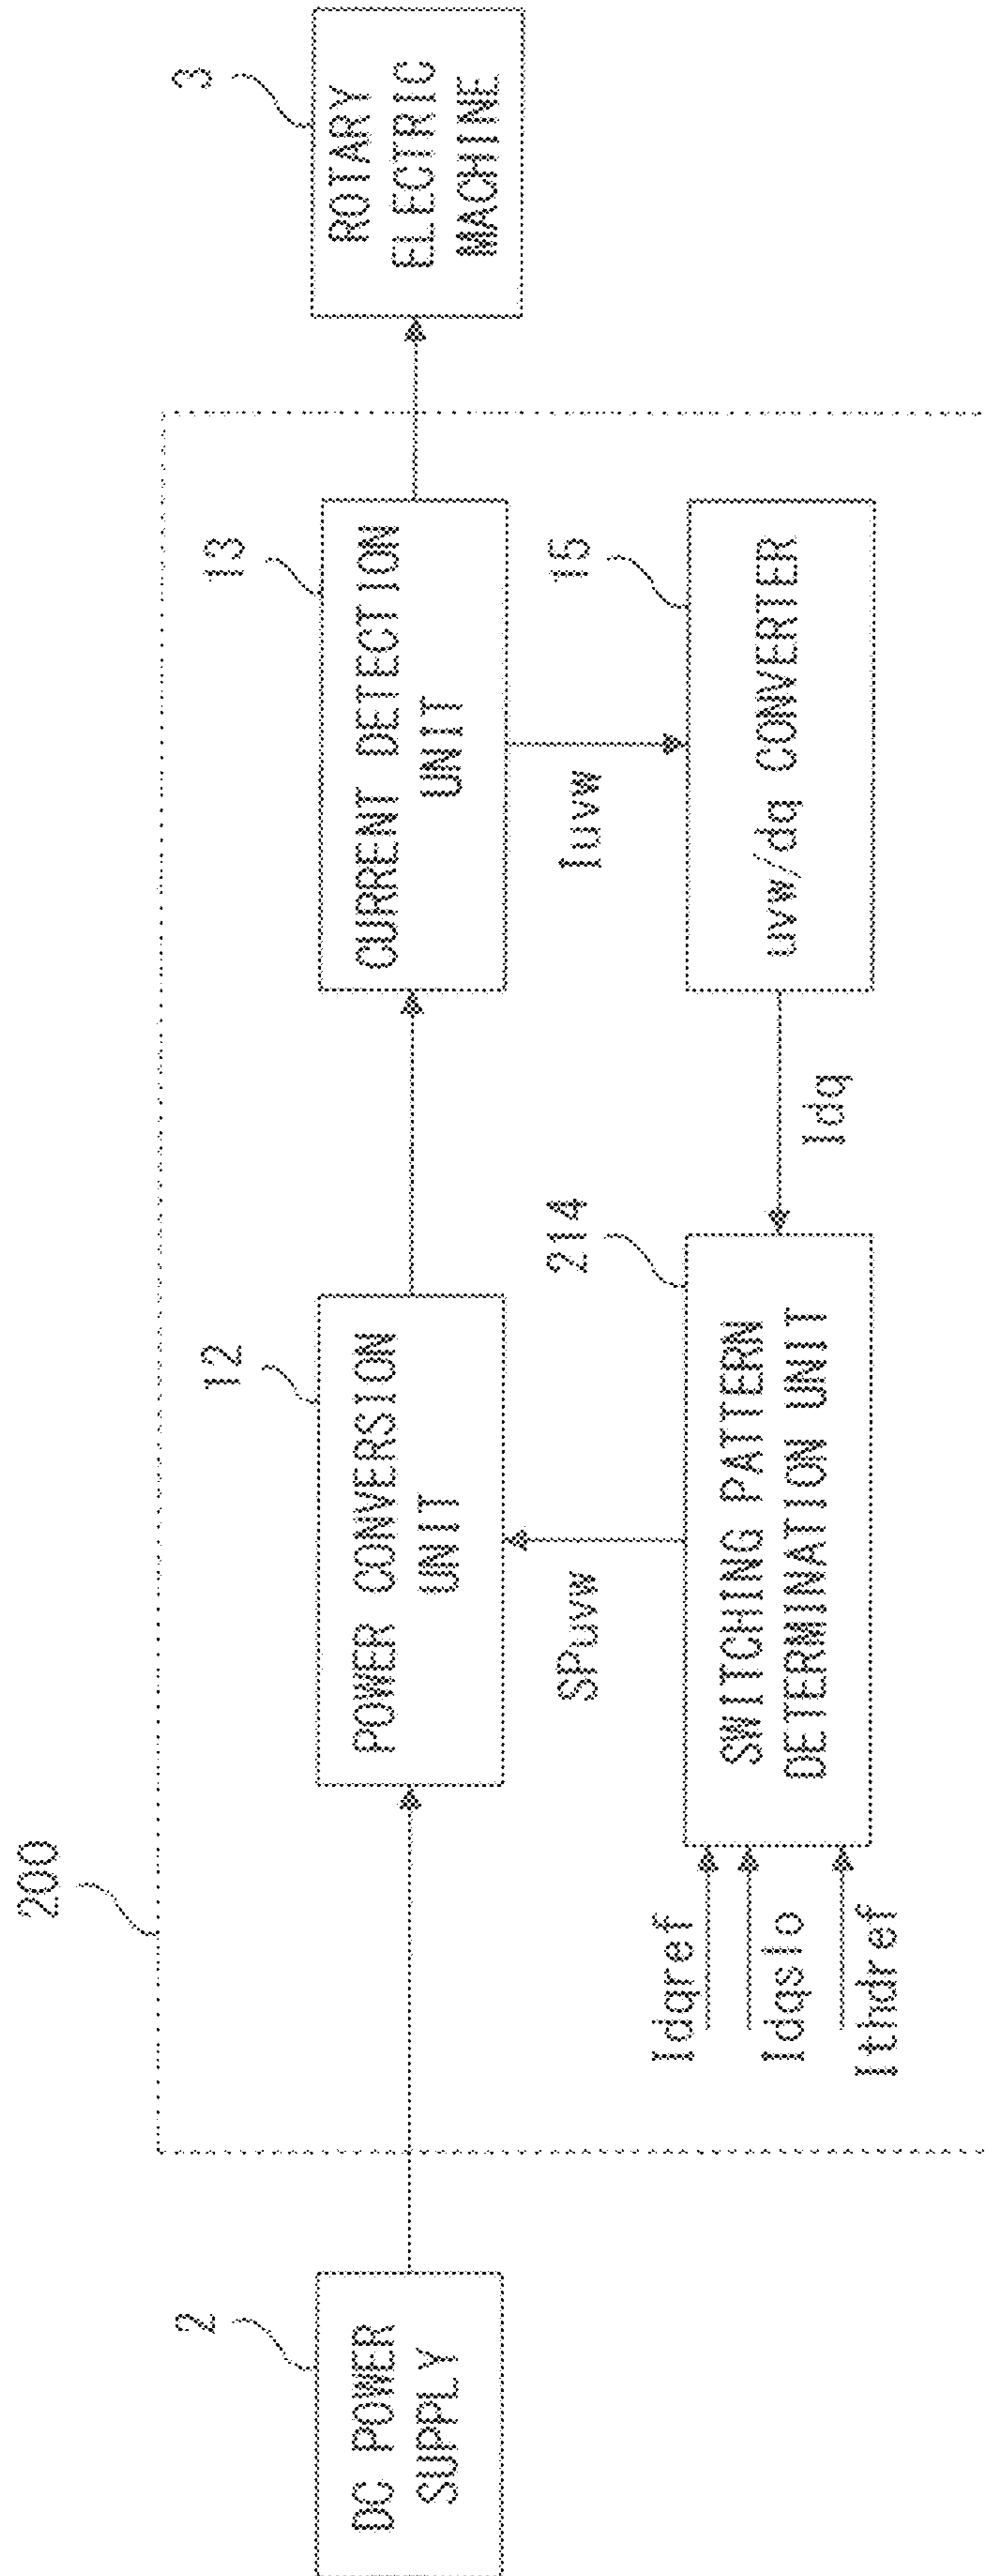 200
2
DC POWER
SUPPLY
12
POWER CONVERSION
UNIT
13
CURRENT DETECTION
UNIT
3
ROTARY
ELECTRIC
MACHINE
SPuvw
Iuvw
214
SWITCHING PATTERN
DETERMINATION UNIT
15
uvw/dq CONVERTER
Idq
Idqref
Idqslo
Ithdref